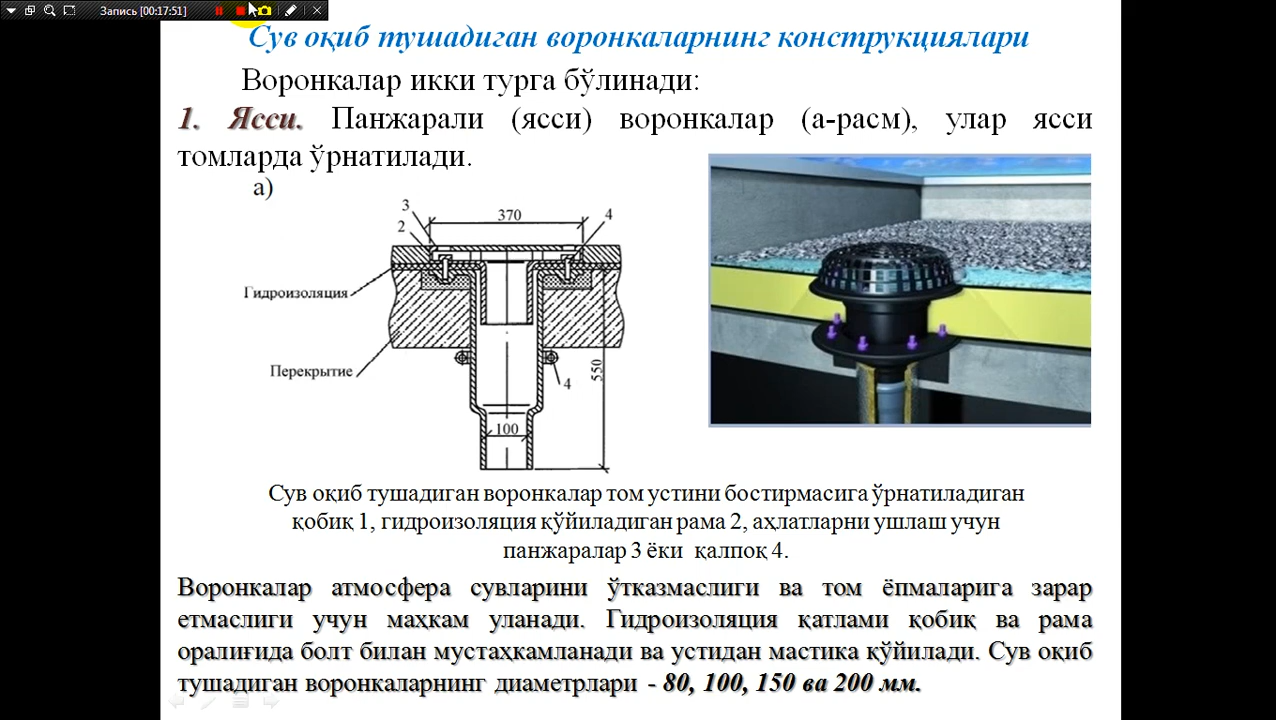 Запись [00:17:51]
Сув оқиб тушадиган воронкаларнинг конструкциялари
Воронкалар икки турга бўлинади:
1. Ясси. Панжарали (ясси) воронкалар (а-расм), улар ясси
томларда ўрнатилади.
а)
3
370
4
2
Гидроизоляция
Перекрытие
4
550
100
Сув оқиб тушадиган воронкалар том устини бостирмасига ўрнатиладиган
қобиқ 1, гидроизоляция қўйиладиган рама 2, аҳлатларни ушлаш учун
панжаралар 3 ёки қалпоқ 4.
Воронкалар атмосфера сувларини ўтказмаслиги ва том ёпмаларига зарар
етмаслиги учун маҳкам уланади. Гидроизоляция қатлами қобиқ ва рама
оралиғида болт билан мустаҳкамланади ва устидан мастика қўйилади. Сув оқиб
тушадиган воронкаларнинг диаметрлари - 80, 100, 150 ва 200 мм.